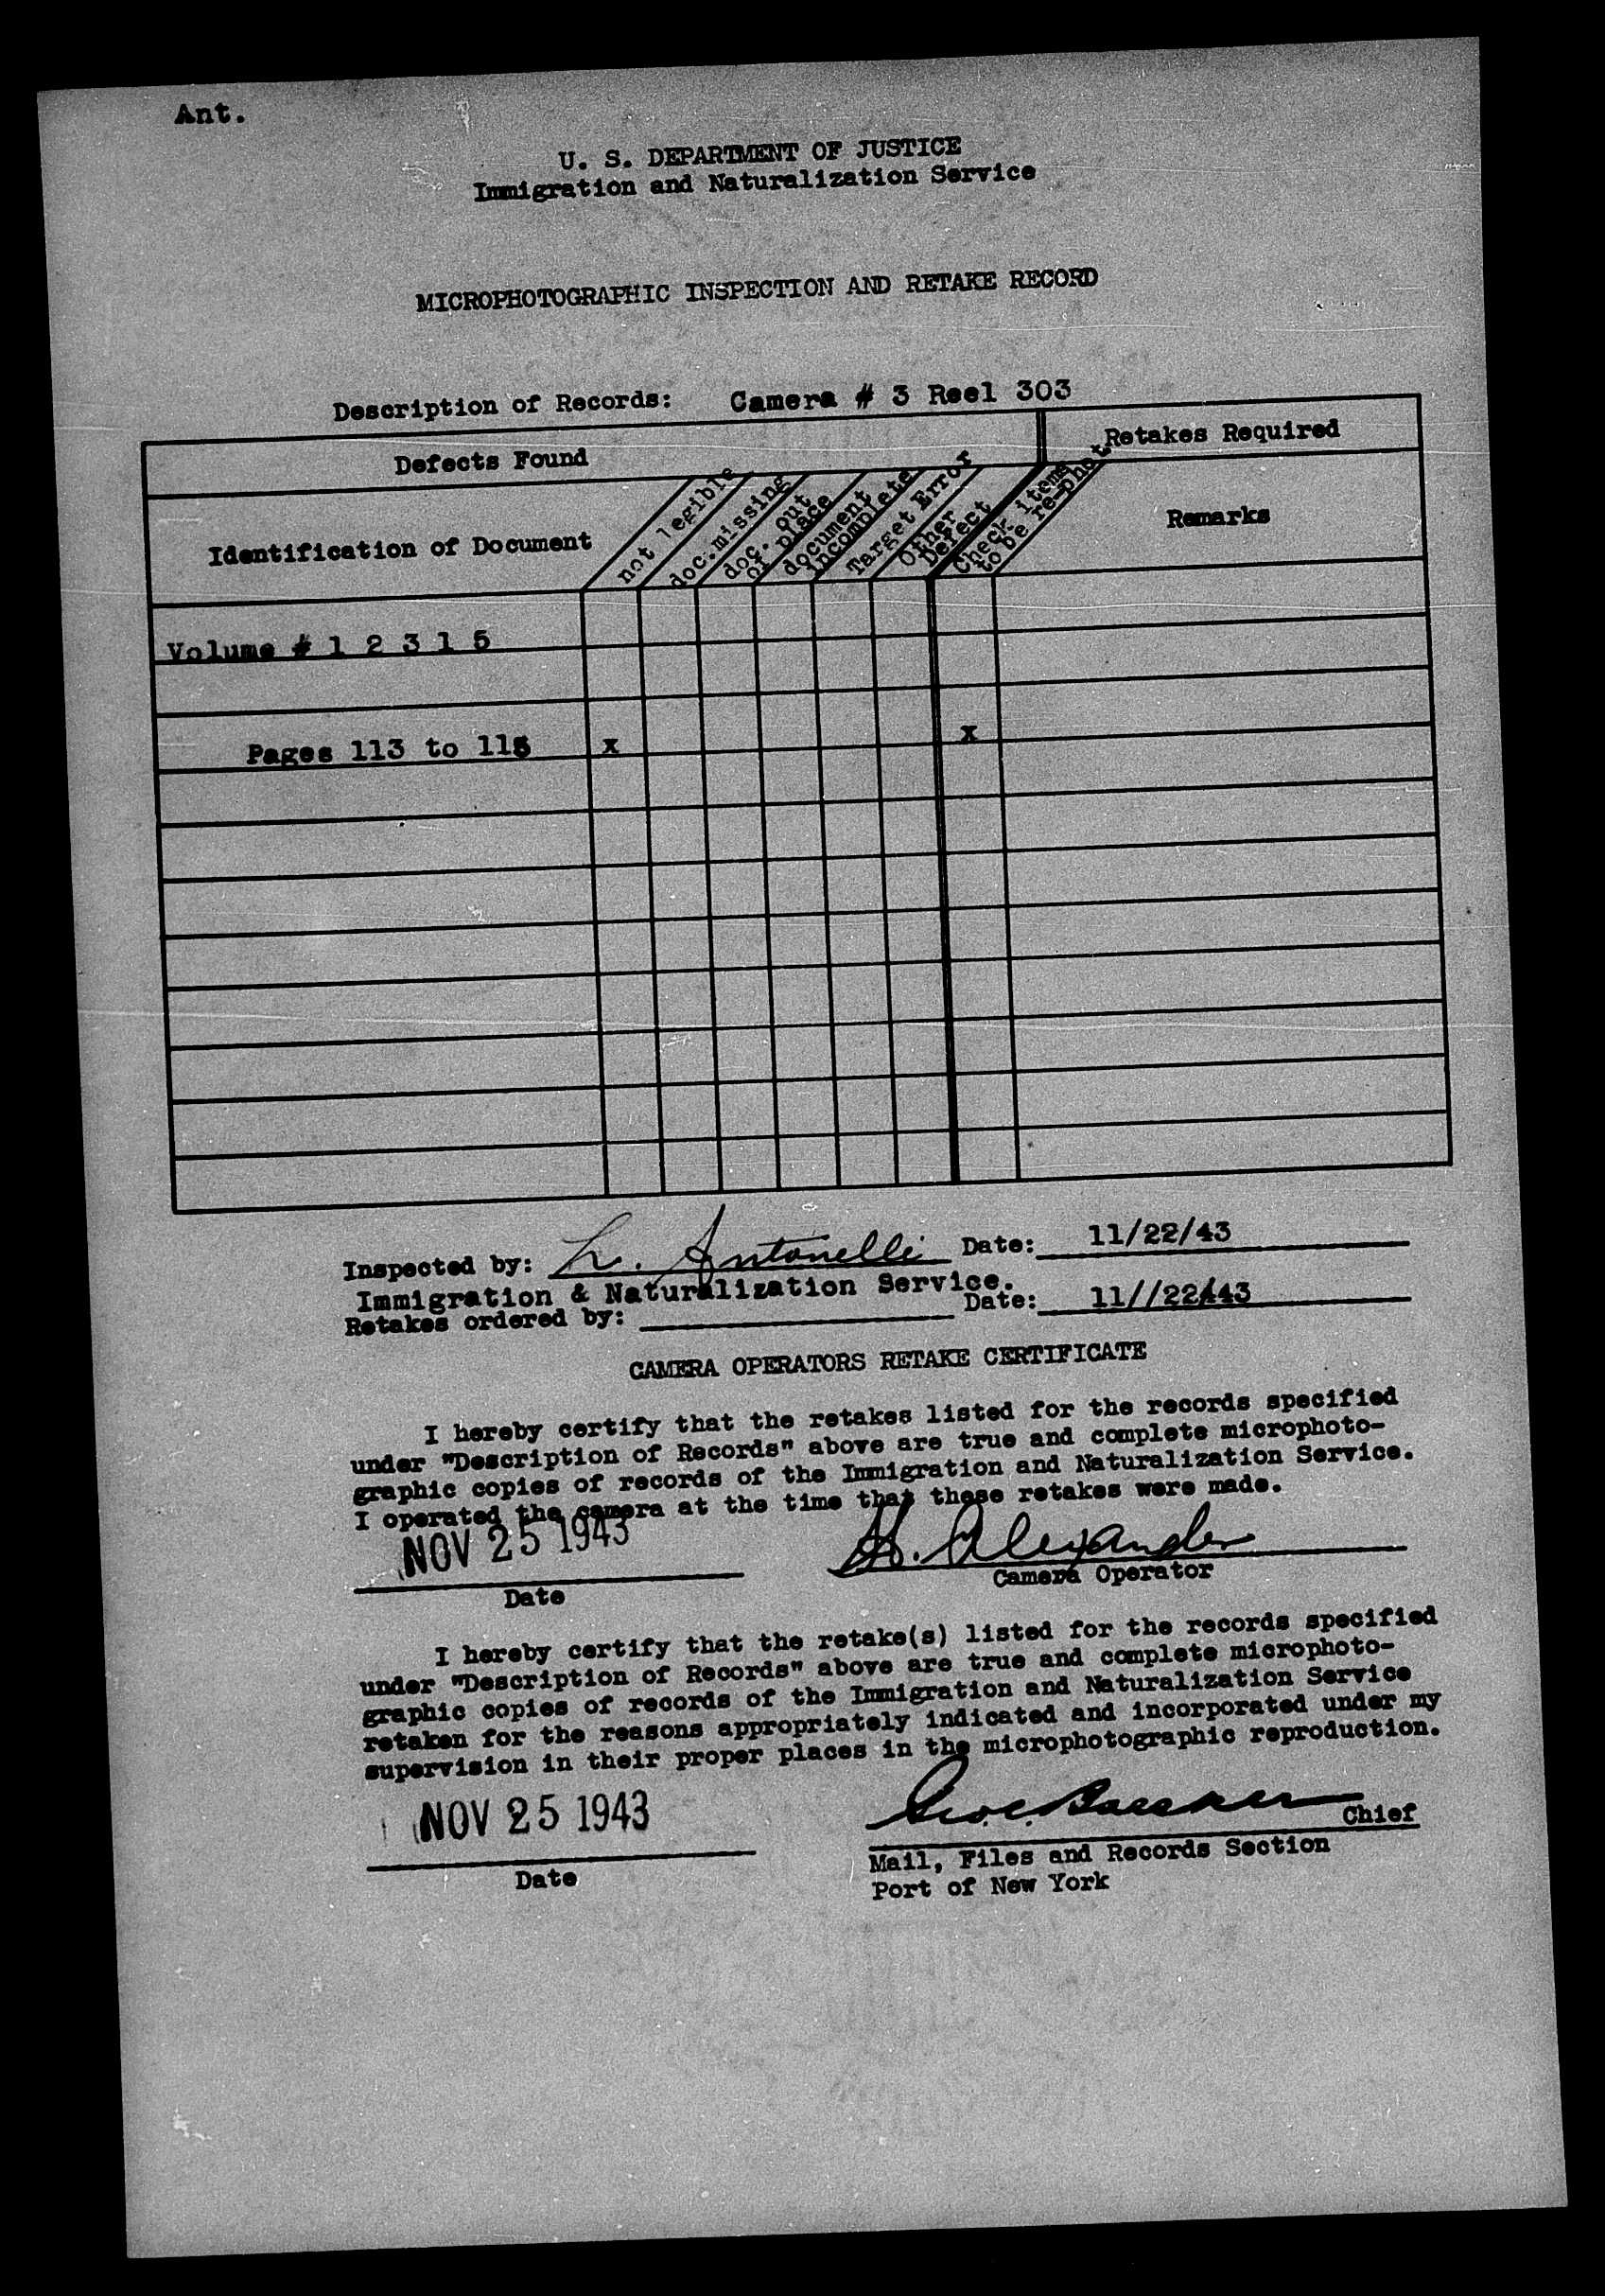 Ant.
U. S. DEPARTMENT OF JUSTICE
Immigration and Naturalization Service
MICROPHOTOGRAPHIC INSPECTION AND RETAKE RECORD
Description of Records: Camera # 3 Reel 303
Defects Found
Retakes Required
Identification of Document
not legible
doc. missing
doc. out
of place
document
incomplete
Target Error
Other
Defect
Check items
to be re-phot.
Remarks
Volume # 1 2 3 1 5
Pages 113 to 115 x x
Inspected by: L. Antonelli Date: 11/22/43
Immigration & Naturalization Service.
Retakes ordered by: Date: 11//22/43
CAMERA OPERATORS RETAKE CERTIFICATE
I hereby certify that the retakes listed for the records specified
under "Description of Records" above are true and complete microphoto-
graphic copies of records of the Immigration and Naturalization Service.
I operated the camera at the time that these retakes were made.
NOV 25 1943 H. Alexander
Date Camera Operator
I hereby certify that the retake(s) listed for the records specified
under "Description of Records" above are true and complete microphoto-
graphic copies of records of the Immigration and Naturalization Service
retaken for the reasons appropriately indicated and incorporated under my
supervision in their proper places in the microphotographic reproduction.
NOV 25 1943 Chief
Date
Mail, Files and Records Section
Port of New York